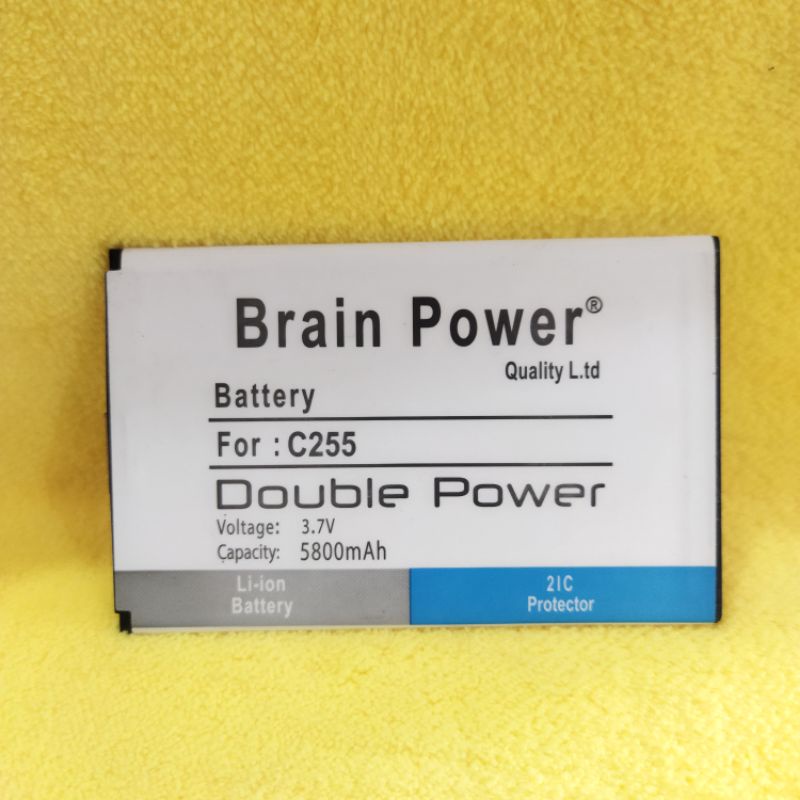 Brain Power®
Quality L.td
Battery
For : C255
Double Power
Voltage: 3.7V
Capacity: 5800mAh
Li-ion
Battery
2IC
Protector